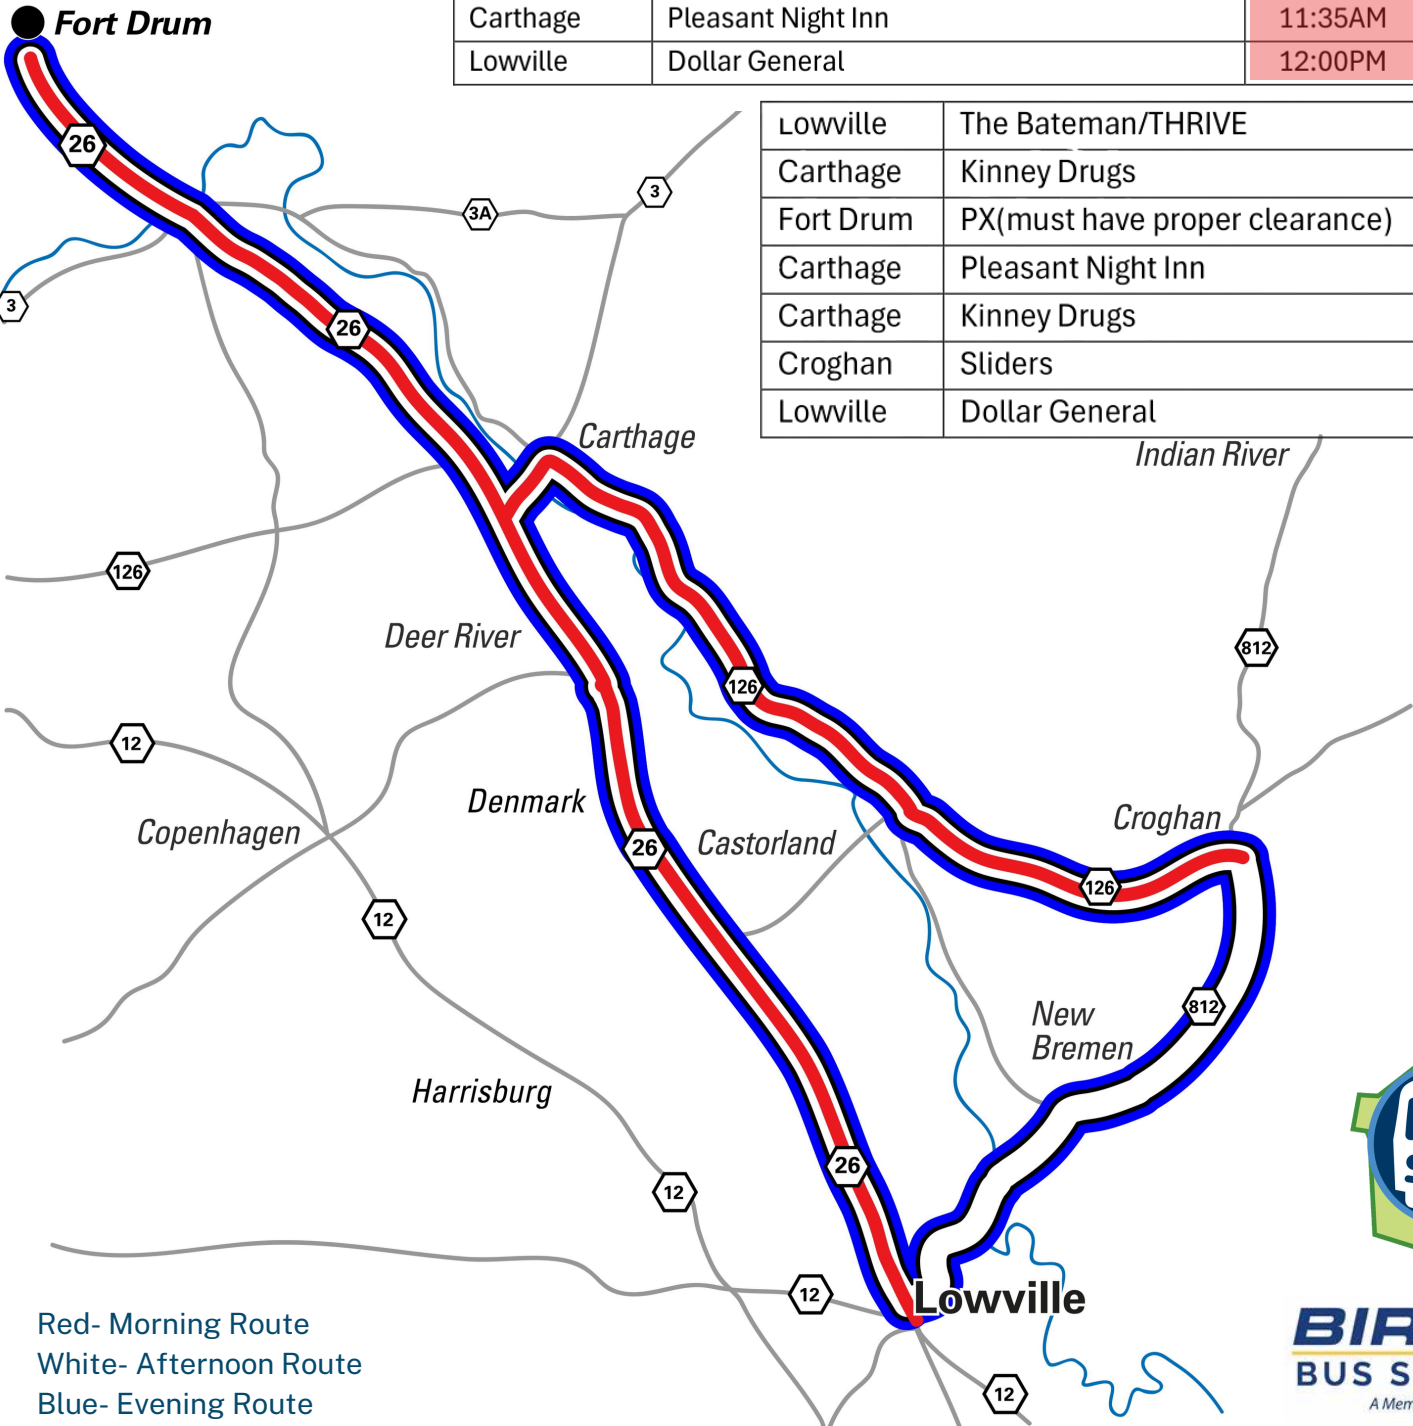 Fort Drum
Carthage Pleasant Night Inn 11:35AM
Lowville Dollar General 12:00PM
Lowville The Bateman/THRIVE
Carthage Kinney Drugs
Fort Drum PX(must have proper clearance)
Carthage Pleasant Night Inn
Carthage Kinney Drugs
Croghan Sliders
Lowville Dollar General
26
3
3A
3
26
Carthage
Indian River
126
Deer River
812
126
12
Denmark
Croghan
Copenhagen
26
Castorland
126
12
812
New
Bremen
Harrisburg
26
12
12
Lowville
12
Red- Morning Route
White- Afternoon Route
Blue- Evening Route
BIR
BUS S
A Mem